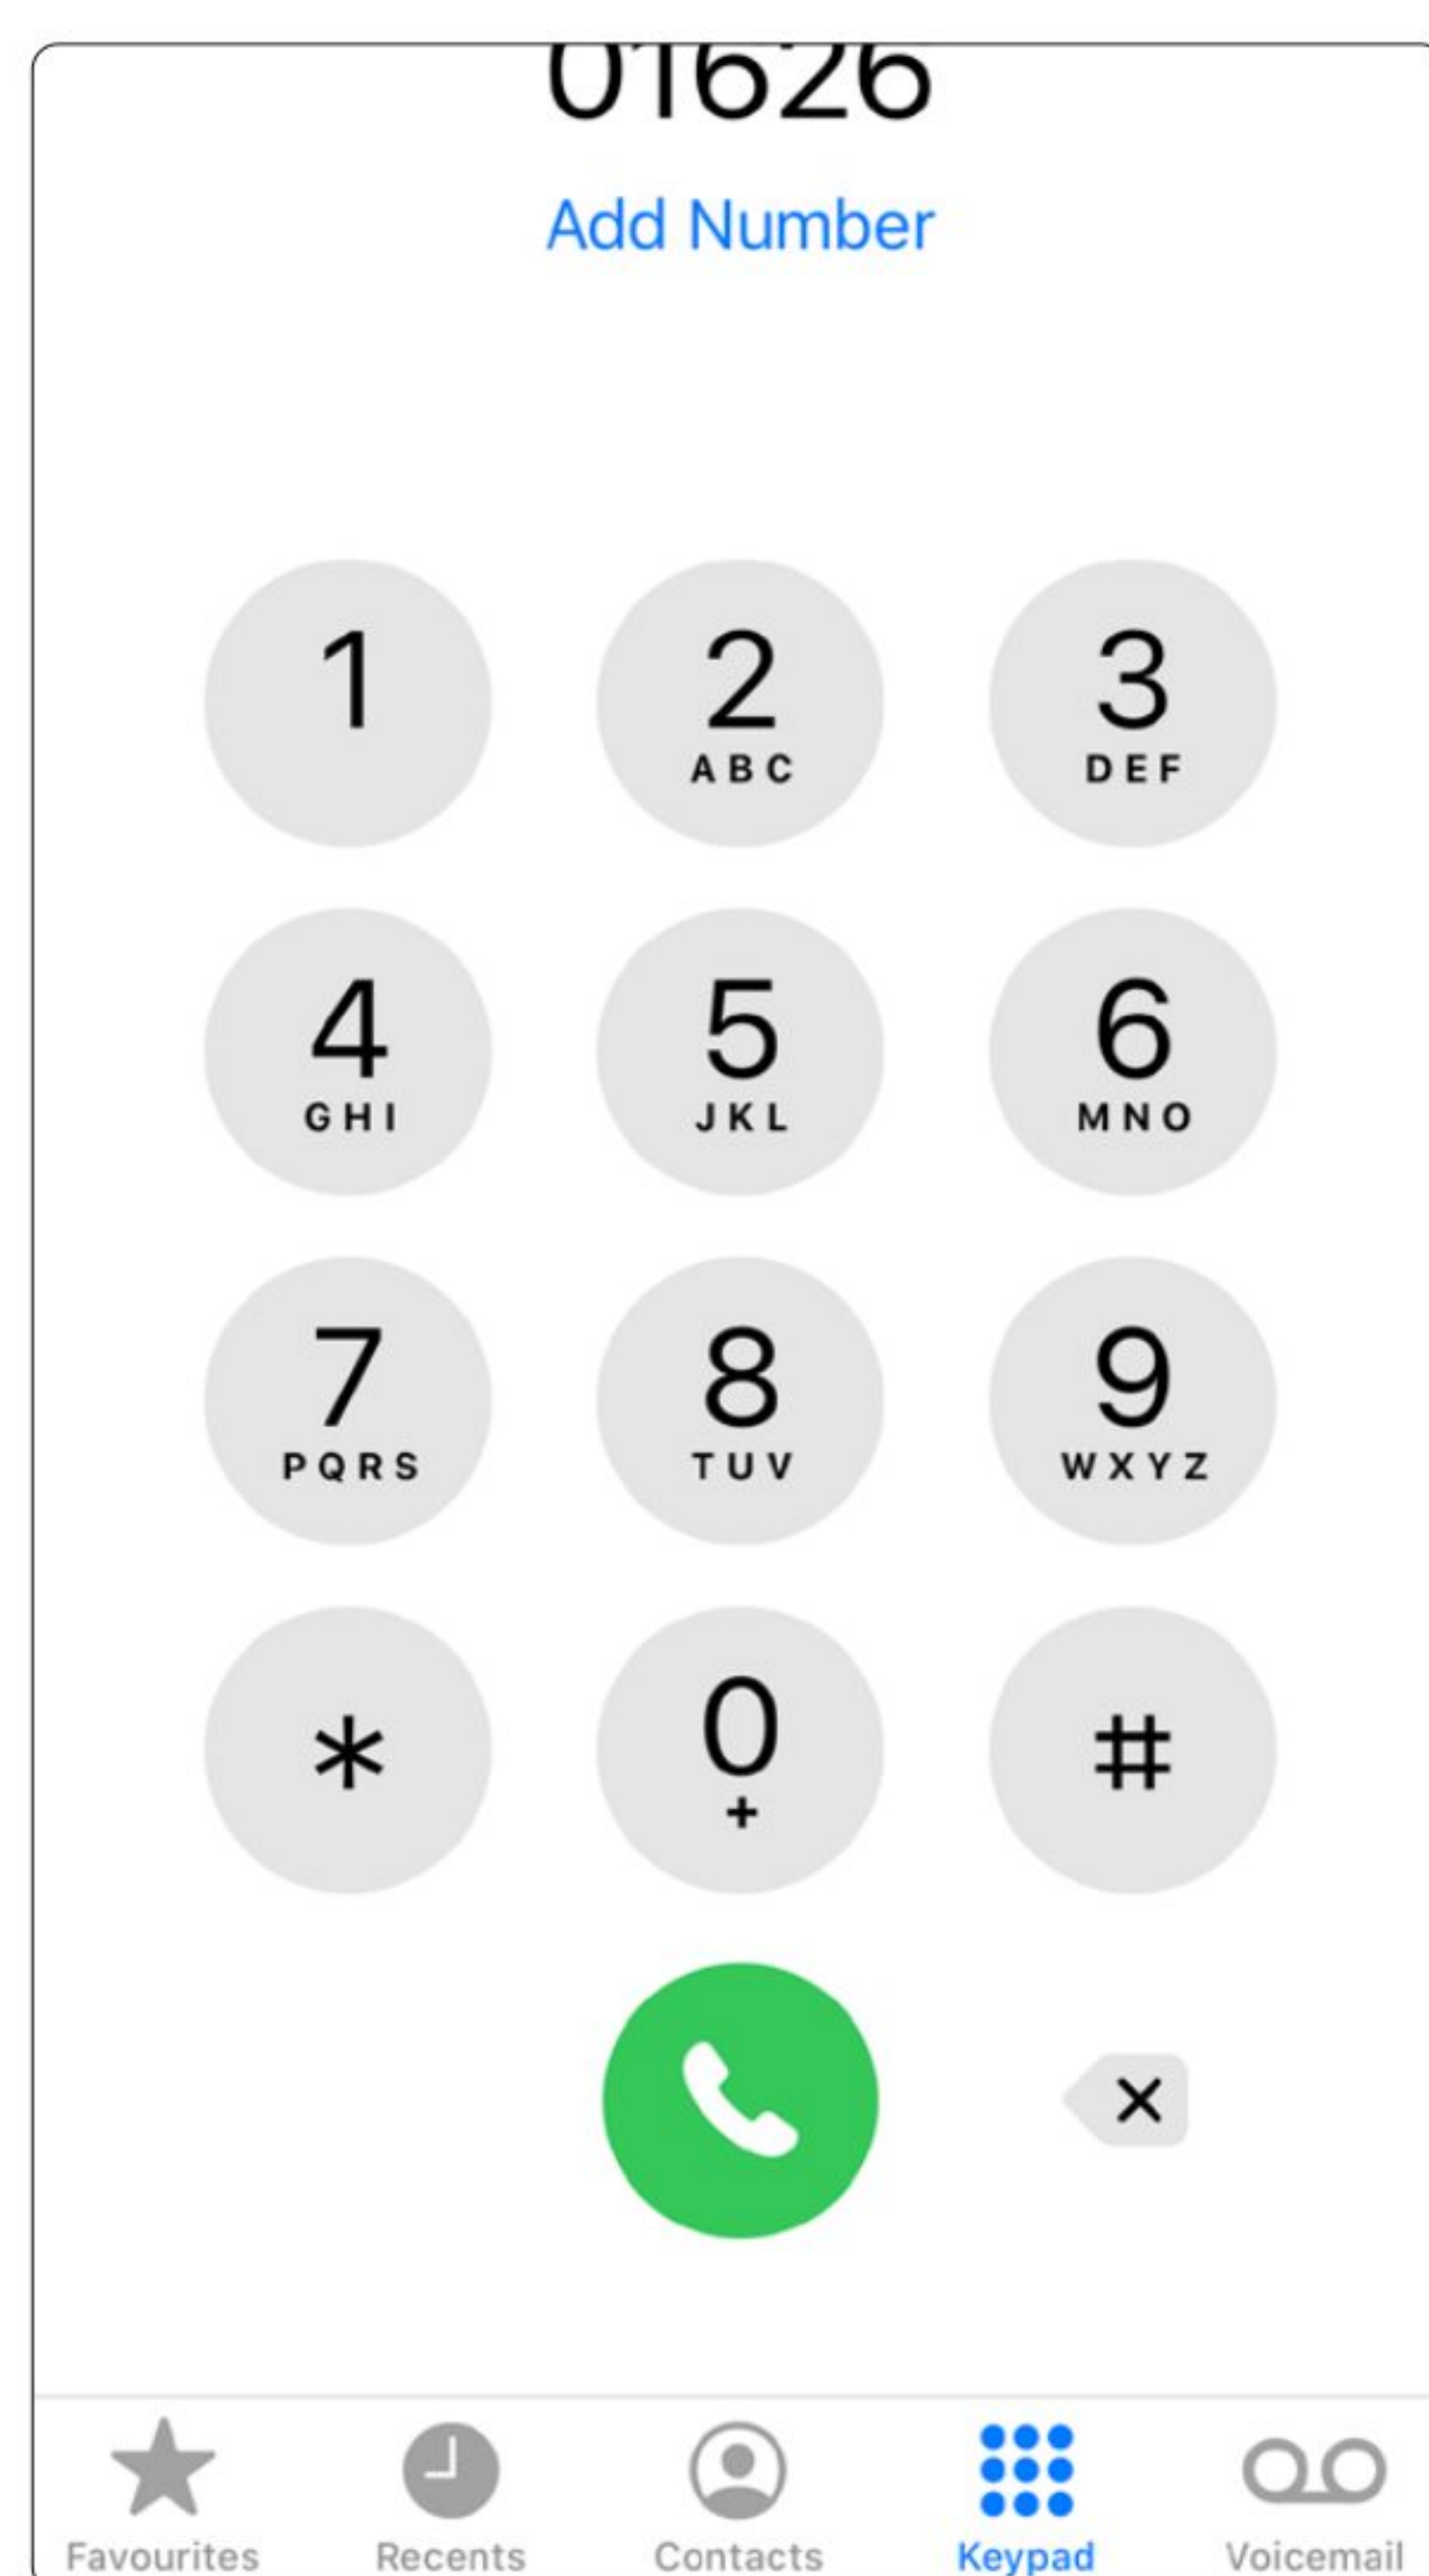 01626
Add Number
1 2 3
ABC DEF
4 5 6
GHI JKL MNO
7 8 9
PQRS TUV WXYZ
* 0 #
+
Favourites Recents Contacts Keypad Voicemail